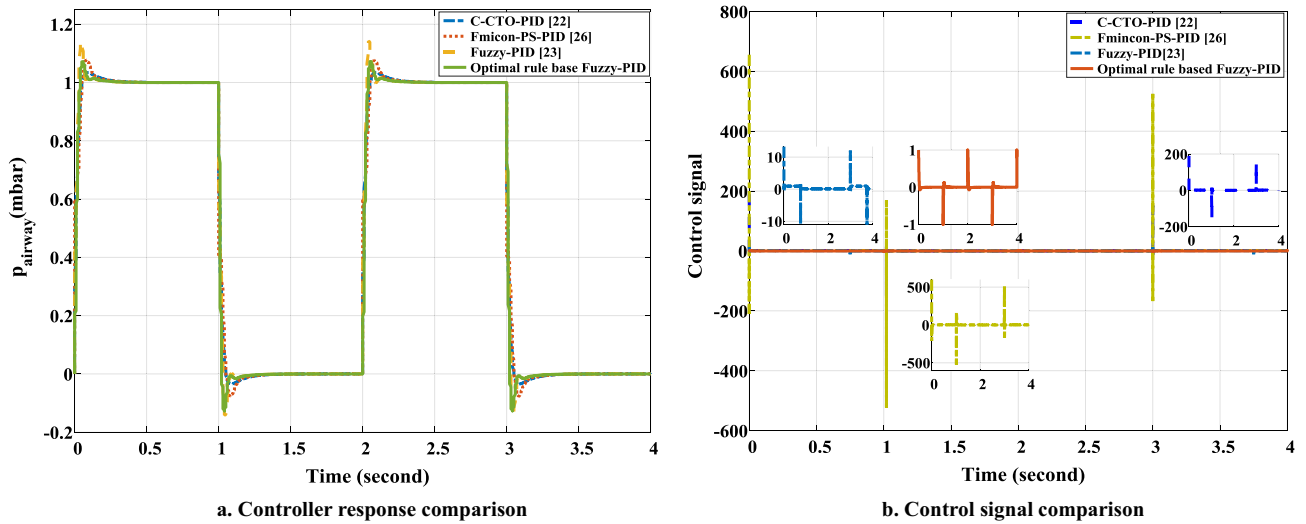 C-CTO-PID [22]
Fmicon-PS-PID [26]
Fuzzy-PID [23]
Optimal rule base Fuzzy-PID
1.2
1
0.8
0.6
0.4
0.2
0
-0.2
0 0.5 1 1.5 2 2.5 3 3.5 4
p_airway(mbar)
Time (second)
a. Controller response comparison
C-CTO-PID [22]
Fmincon-PS-PID [26]
Fuzzy-PID[23]
Optimal rule based Fuzzy-PID
800
600
400
200
0
-200
-400
-600
0 0.5 1 1.5 2 2.5 3 3.5 4
Control signal
10
0
-10
0 2 4
1
0
-1
0 2 4
200
0
-200
0 2 4
500
0
-500
0 2 4
Time (second)
b. Control signal comparison